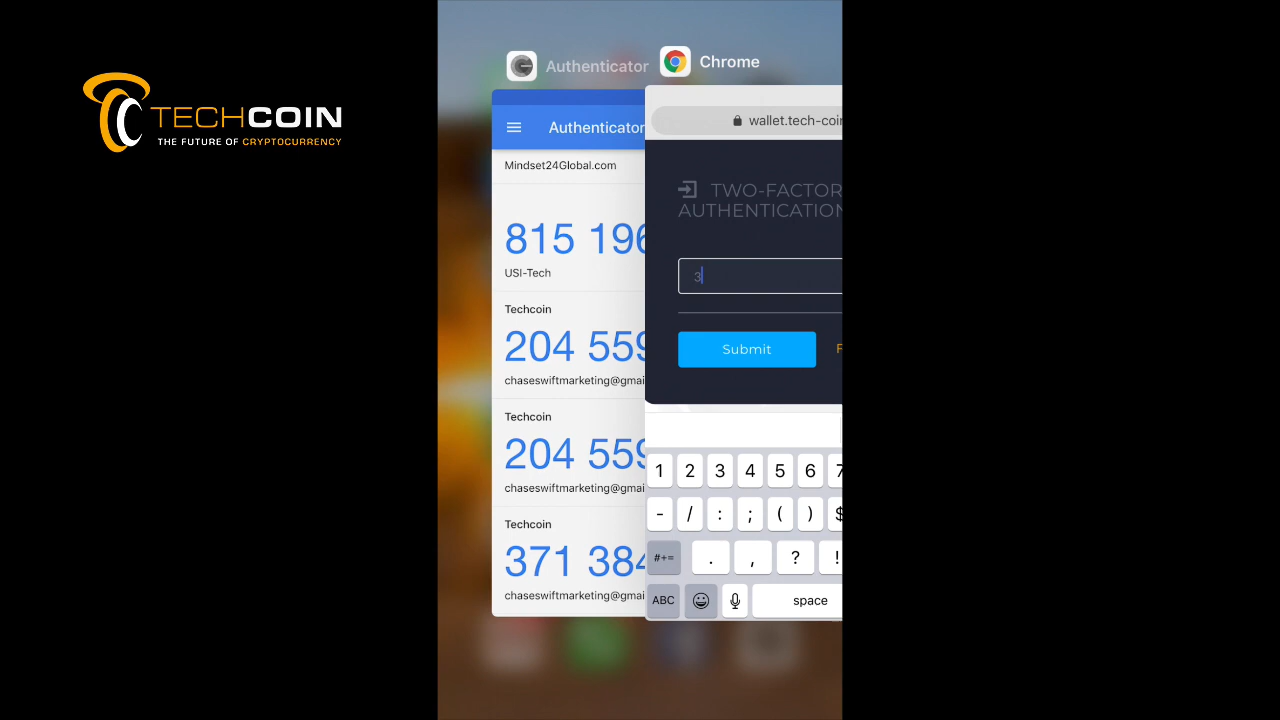 TECHCOIN
THE FUTURE OF CRYPTOCURRENCY
Authenticator
Authenticator
Mindset24Global.com
815 196
USI-Tech
Techcoin
204 559
chaseswiftmarketing@gmai
Techcoin
204 559
chaseswiftmarketing@gmai
Techcoin
371 384
chaseswiftmarketing@gmai
Chrome
wallet.tech-coin
TWO-FACTOR
AUTHENTICATION
3
Submit
F
1 2 3 4 5 6 7
- / : ; ( ) $
#+= . , ? !
ABC space